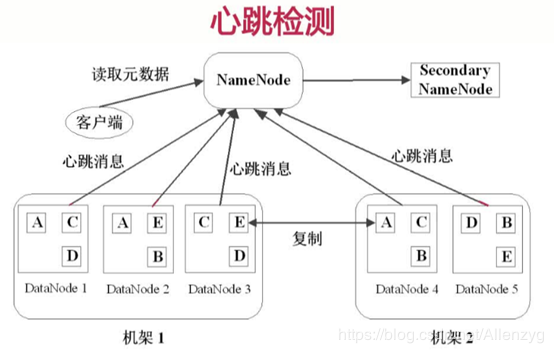 心跳检测
读取元数据
NameNode
Secondary
NameNode
客户端
心跳消息
心跳消息
心跳消息
A C
D
A E
B
C E
D
复制
A C
B
D B
E
DataNode 1
DataNode 2
DataNode 3
DataNode 4
DataNode 5
机架 1
机架 2
https://blog.csdn.net/Allenzyg